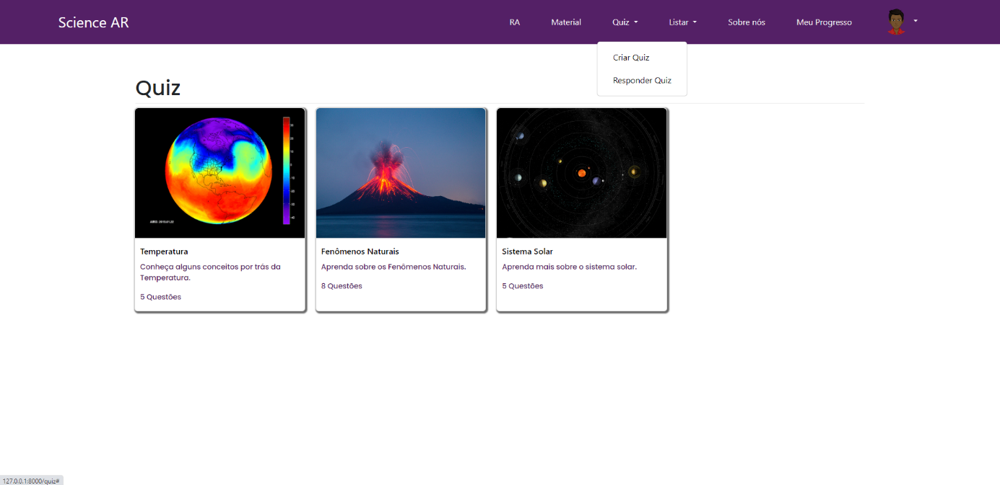 Science AR
RA
Material
Quiz
Listar
Sobre nós
Meu Progresso
Criar Quiz
Responder Quiz
Quiz
Temperatura
Conheça alguns conceitos por trás da
Temperatura.
5 Questões
Fenômenos Naturais
Aprenda sobre os Fenômenos Naturais.
8 Questões
Sistema Solar
Aprenda mais sobre o sistema solar.
5 Questões
127.0.0.1:8000/quiz#